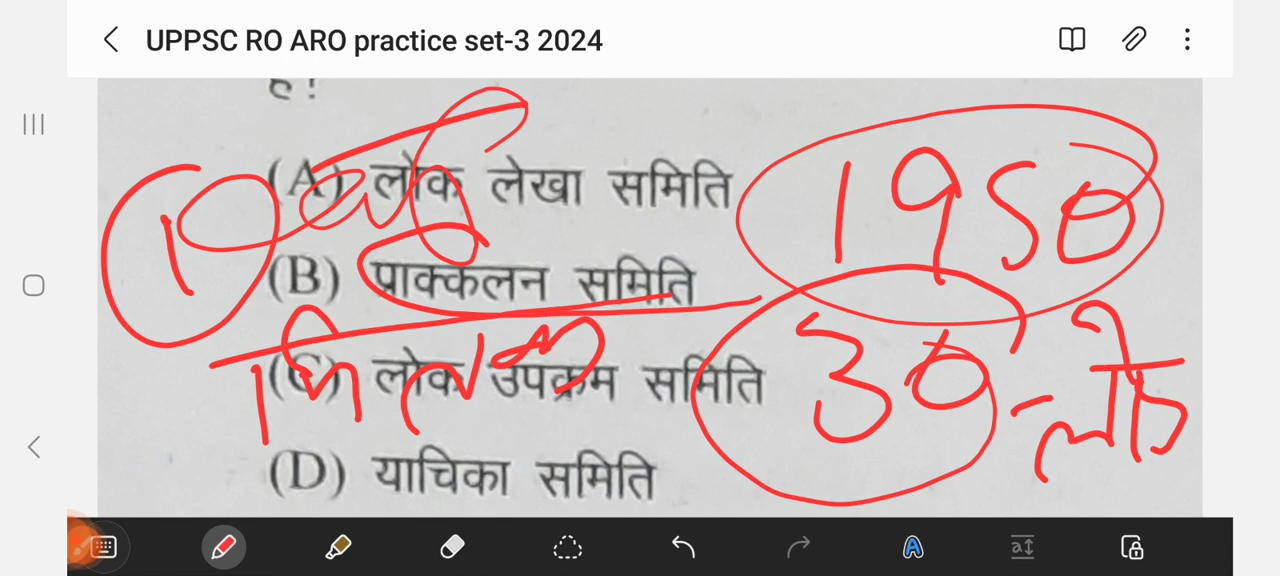 UPPSC RO ARO practice set-3 2024
है?
(A) लोक लेखा समिति
1950
(B) प्राक्कलन समिति
(C) लोक उपक्रम समिति
30 - लोक
(D) याचिका समिति